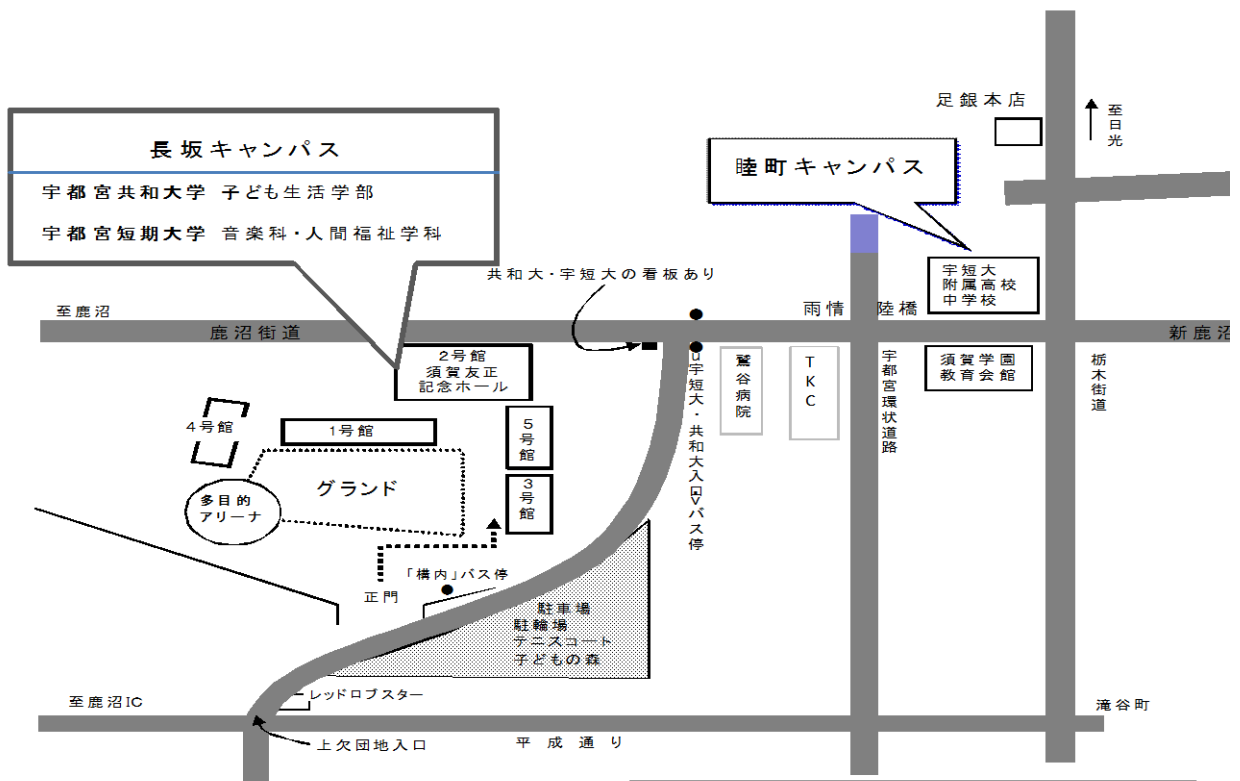 足銀本店
至日光
長坂キャンパス
宇都宮共和大学 子ども生活学部
宇都宮短期大学 音楽科・人間福祉学科
睦町キャンパス
共和大・宇短大の看板あり
宇短大
附属高校
中学校
至鹿沼
雨情 陸橋
鹿沼街道
新鹿沼
2号館
須賀友正
記念ホール
u宇短大・共和大入口vバス停
鷲谷病院
TKC
宇都宮環状道路
須賀学園
教育会館
栃木街道
4号館
1号館
5号館
グランド
3号館
多目的
アリーナ
「構内」バス停
正門
駐車場
駐輪場
テニスコート
子どもの森
レッドロブスター
至鹿沼IC
滝谷町
上欠団地入口
平成通り